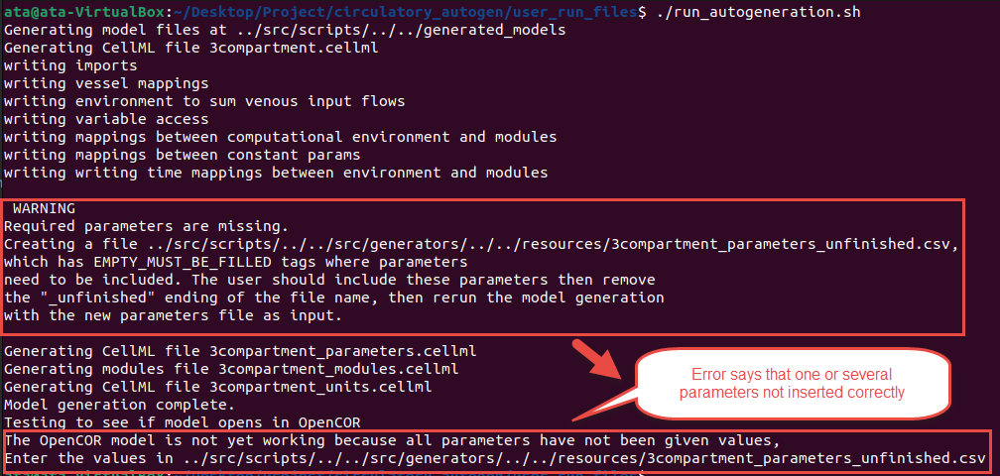 ata@ata-VirtualBox:~/Desktop/Project/circulatory_autogen/user_run_files$ ./run_autogeneration.sh
Generating model files at ../src/scripts/../../generated_models
Generating CellML file 3compartment.cellml
writing imports
writing vessel mappings
writing environment to sum venous input flows
writing variable access
writing mappings between computational environment and modules
writing mappings between constant params
writing writing time mappings between environment and modules
WARNING
Required parameters are missing.
Creating a file ../src/scripts/../../src/generators/../../resources/3compartment_parameters_unfinished.csv,
which has EMPTY_MUST_BE_FILLED tags where parameters
need to be included. The user should include these parameters then remove
the "_unfinished" ending of the file name, then rerun the model generation
with the new parameters file as input.
Generating CellML file 3compartment_parameters.cellml
Generating modules file 3compartment_modules.cellml
Generating CellML file 3compartment_units.cellml
Model generation complete.
Testing to see if model opens in OpenCOR
Error says that one or several
parameters not inserted correctly
The OpenCOR model is not yet working because all parameters have not been given values,
Enter the values in ../src/scripts/../../src/generators/../../resources/3compartment_parameters_unfinished.csv